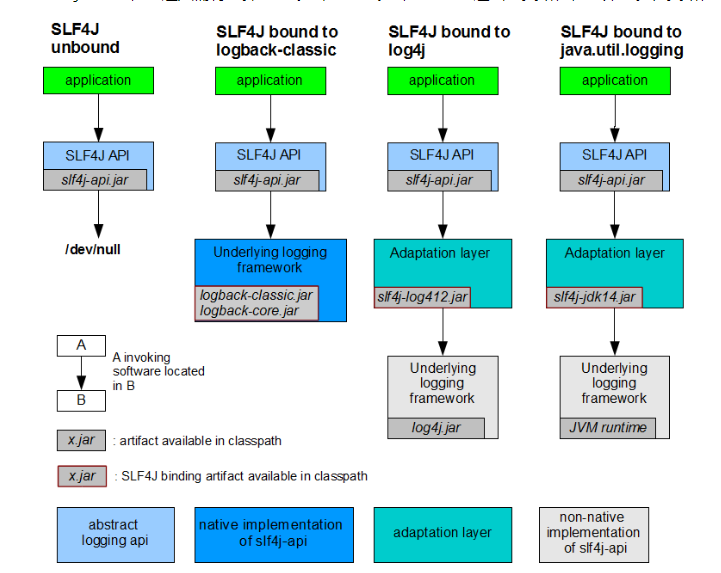 SLF4J
unbound
application
SLF4J API
slf4j-api.jar
/dev/null
SLF4J bound to
logback-classic
application
SLF4J API
slf4j-api.jar
Underlying logging
framework
logback-classic.jar
logback-core.jar
SLF4J bound to
log4j
application
SLF4J API
slf4j-api.jar
Adaptation layer
slf4j-log412.jar
Underlying
logging
framework
log4j.jar
SLF4J bound to
java.util.logging
application
SLF4J API
slf4j-api.jar
Adaptation layer
slf4j-jdk14.jar
Underlying
logging
framework
JVM runtime
A
B
A invoking
software located
in B
x.jar : artifact available in classpath
x.jar : SLF4J binding artifact available in classpath
abstract
logging api
native implementation
of slf4j-api
adaptation layer
non-native
implementation
of slf4j-api